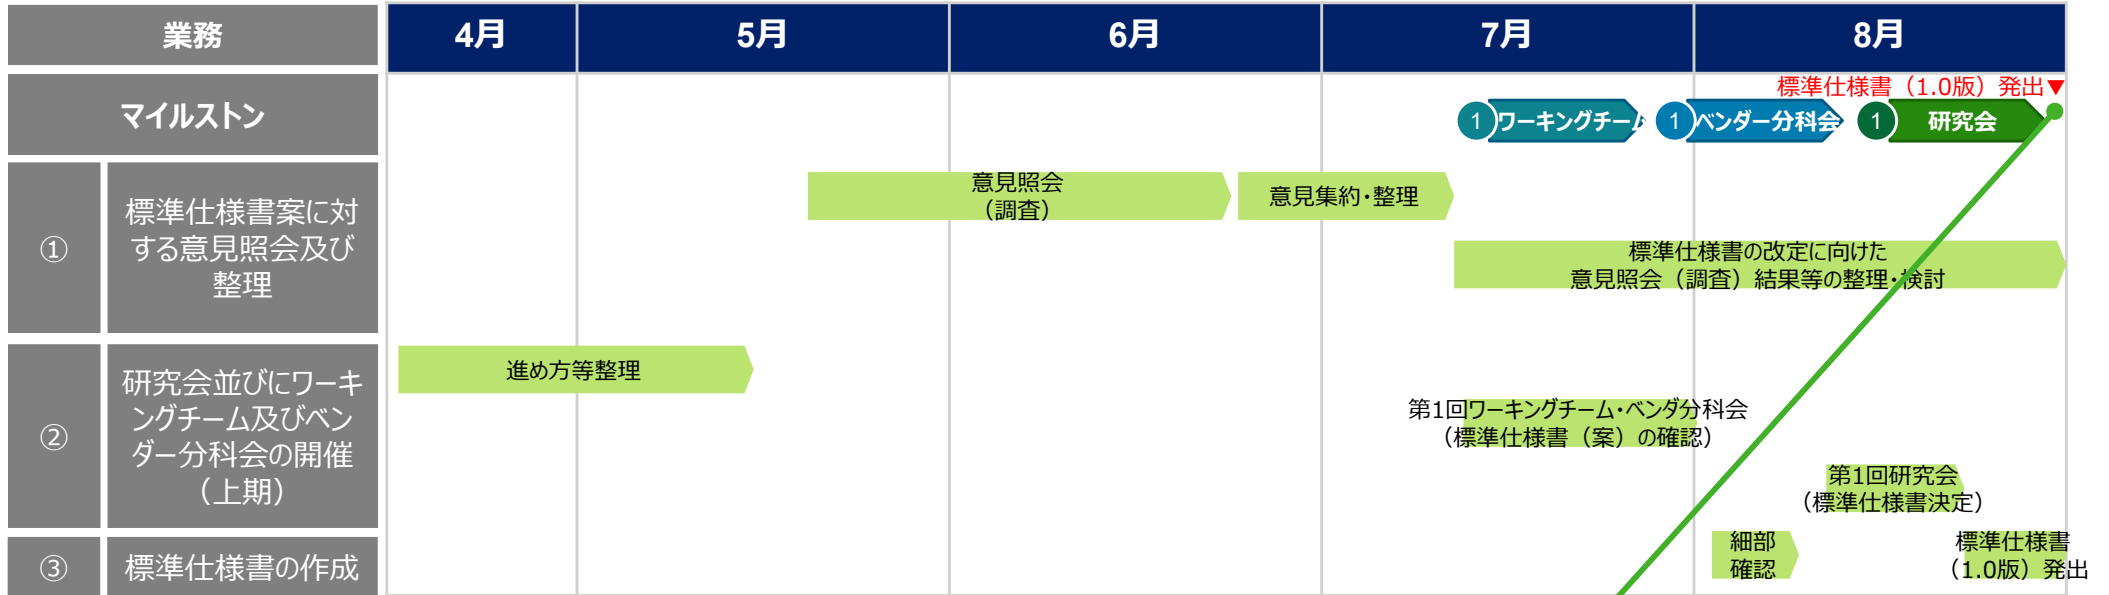 業務
4月
5月
6月
7月
8月
マイルストン
標準仕様書（1.0版）発出▼
1
ワーキングチーム
1
ベンダー分科会
1
研究会
①
標準仕様書案に対
する意見照会及び
整理
意見照会
（調査）
意見集約・整理
標準仕様書の改定に向けた
意見照会（調査）結果等の整理・検討
②
研究会並びにワーキ
ングチーム及びベン
ダー分科会の開催
（上期）
進め方等整理
第1回ワーキングチーム・ベンダ分科会
（標準仕様書（案）の確認）
第1回研究会
（標準仕様書決定）
③
標準仕様書の作成
細部
確認
標準仕様書
（1.0版）発出